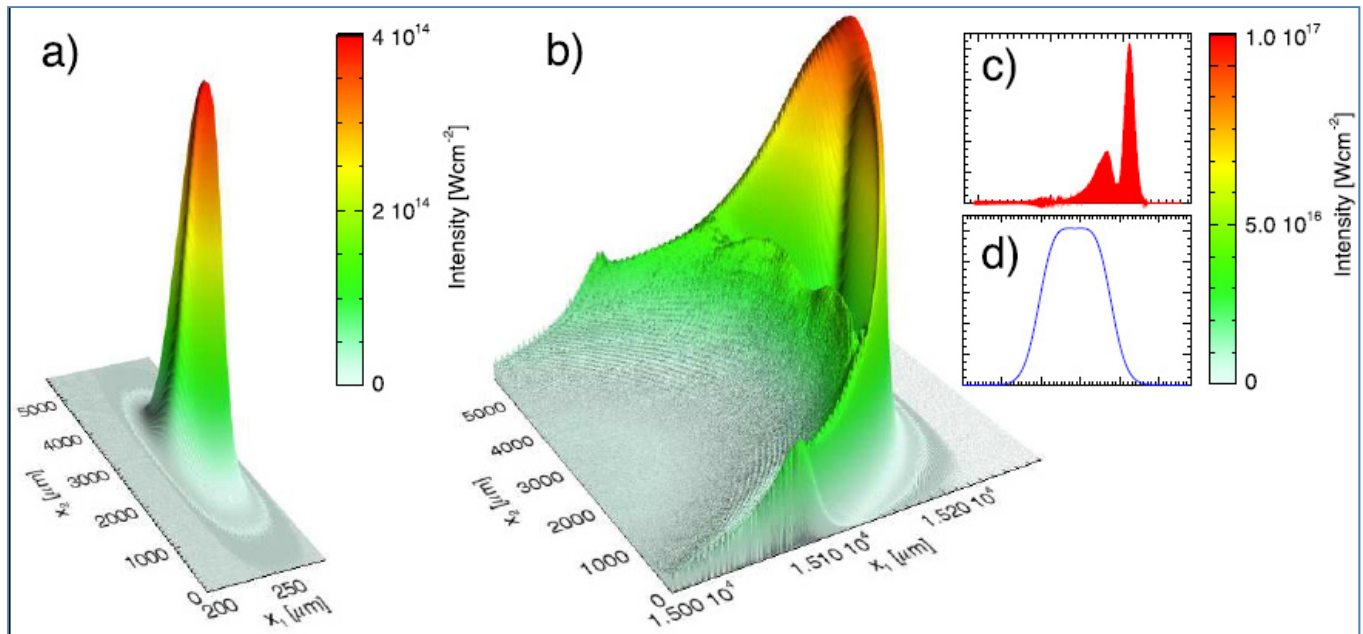 a)
4 10¹⁴
2 10¹⁴
0
Intensity [Wcm⁻²]
5000
4000
3000
2000
1000
0
x₂ [μm]
200
250
x₁ [μm]
b)
5000
4000
3000
2000
1000
0
x₂ [μm]
1.500 10⁴
1.510 10⁴
1.520 10⁴
x₁ [μm]
c)
d)
1.0 10¹⁷
5.0 10¹⁶
0
Intensity [Wcm⁻²]